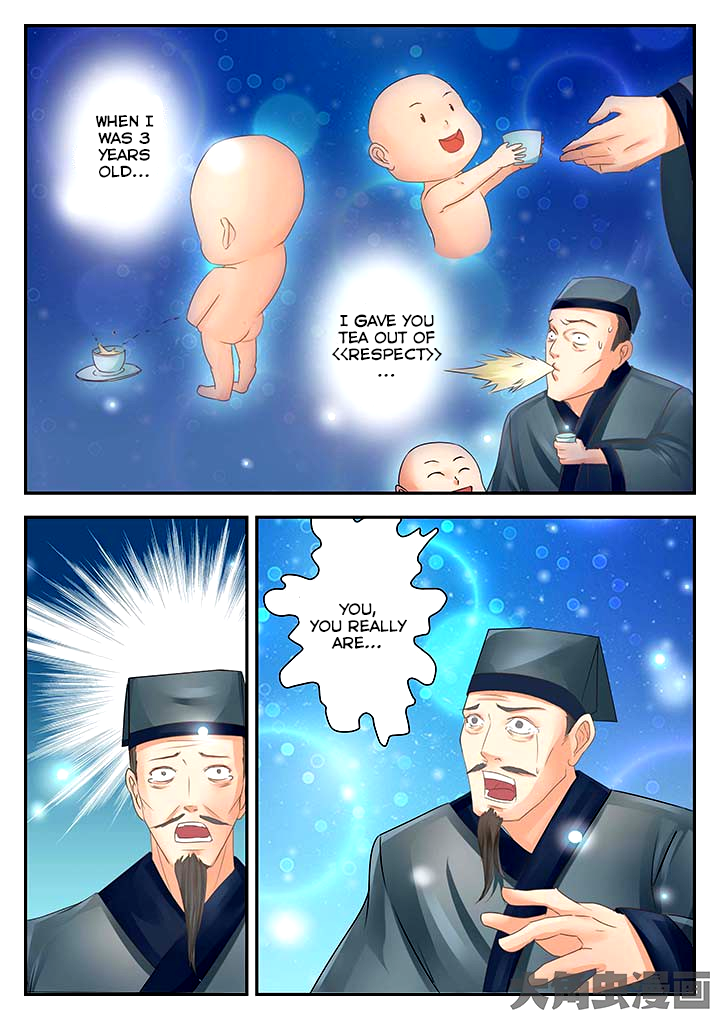 WHEN I
WAS 3
YEARS
OLD...
I GAVE YOU
TEA OUT OF
<<RESPECT>>
...
YOU,
YOU REALLY
ARE...
大角虫漫画